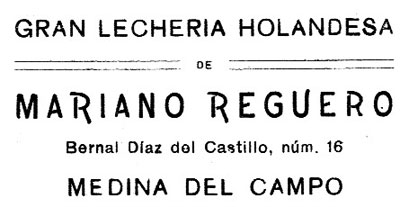 GRAN LECHERIA HOLANDESA
DE
MARIANO REGUERO
Bernal Díaz del Castillo, núm. 16
MEDINA DEL CAMPO